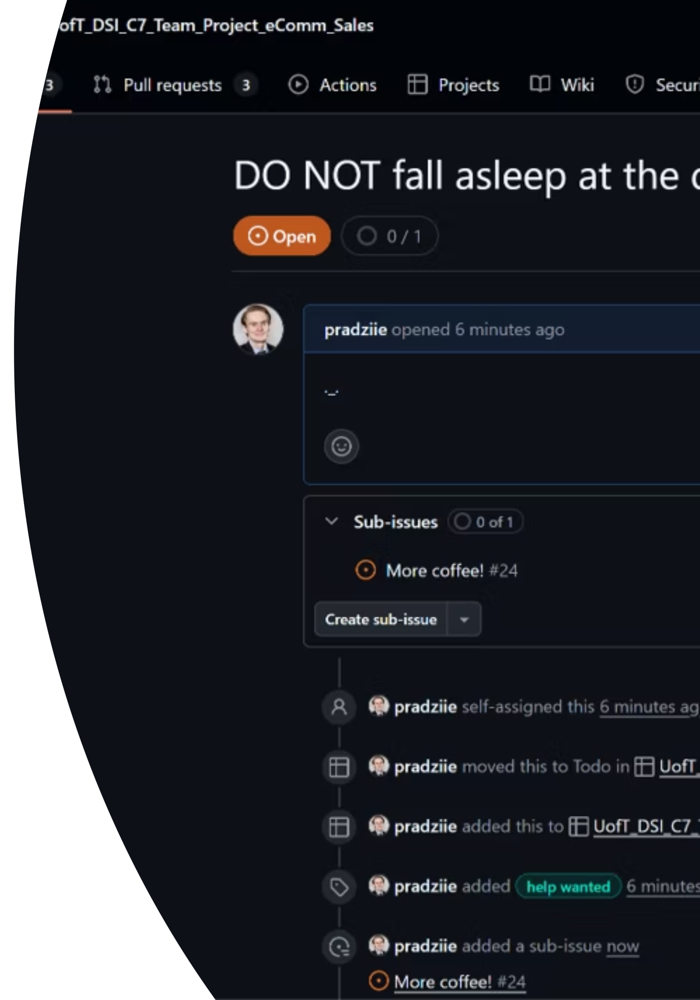 ofT_DSI_C7_Team_Project_eComm_Sales
3 Pull requests 3 Actions Projects Wiki Securi
DO NOT fall asleep at the
Open 0 / 1
pradziie opened 6 minutes ago
._.
Sub-issues 0 of 1
More coffee! #24
Create sub-issue
pradziie self-assigned this 6 minutes ag
pradziie moved this to Todo in UofT_
pradziie added this to UofT_DSI_C7_
pradziie added help wanted 6 minutes
pradziie added a sub-issue now
More coffee! #24